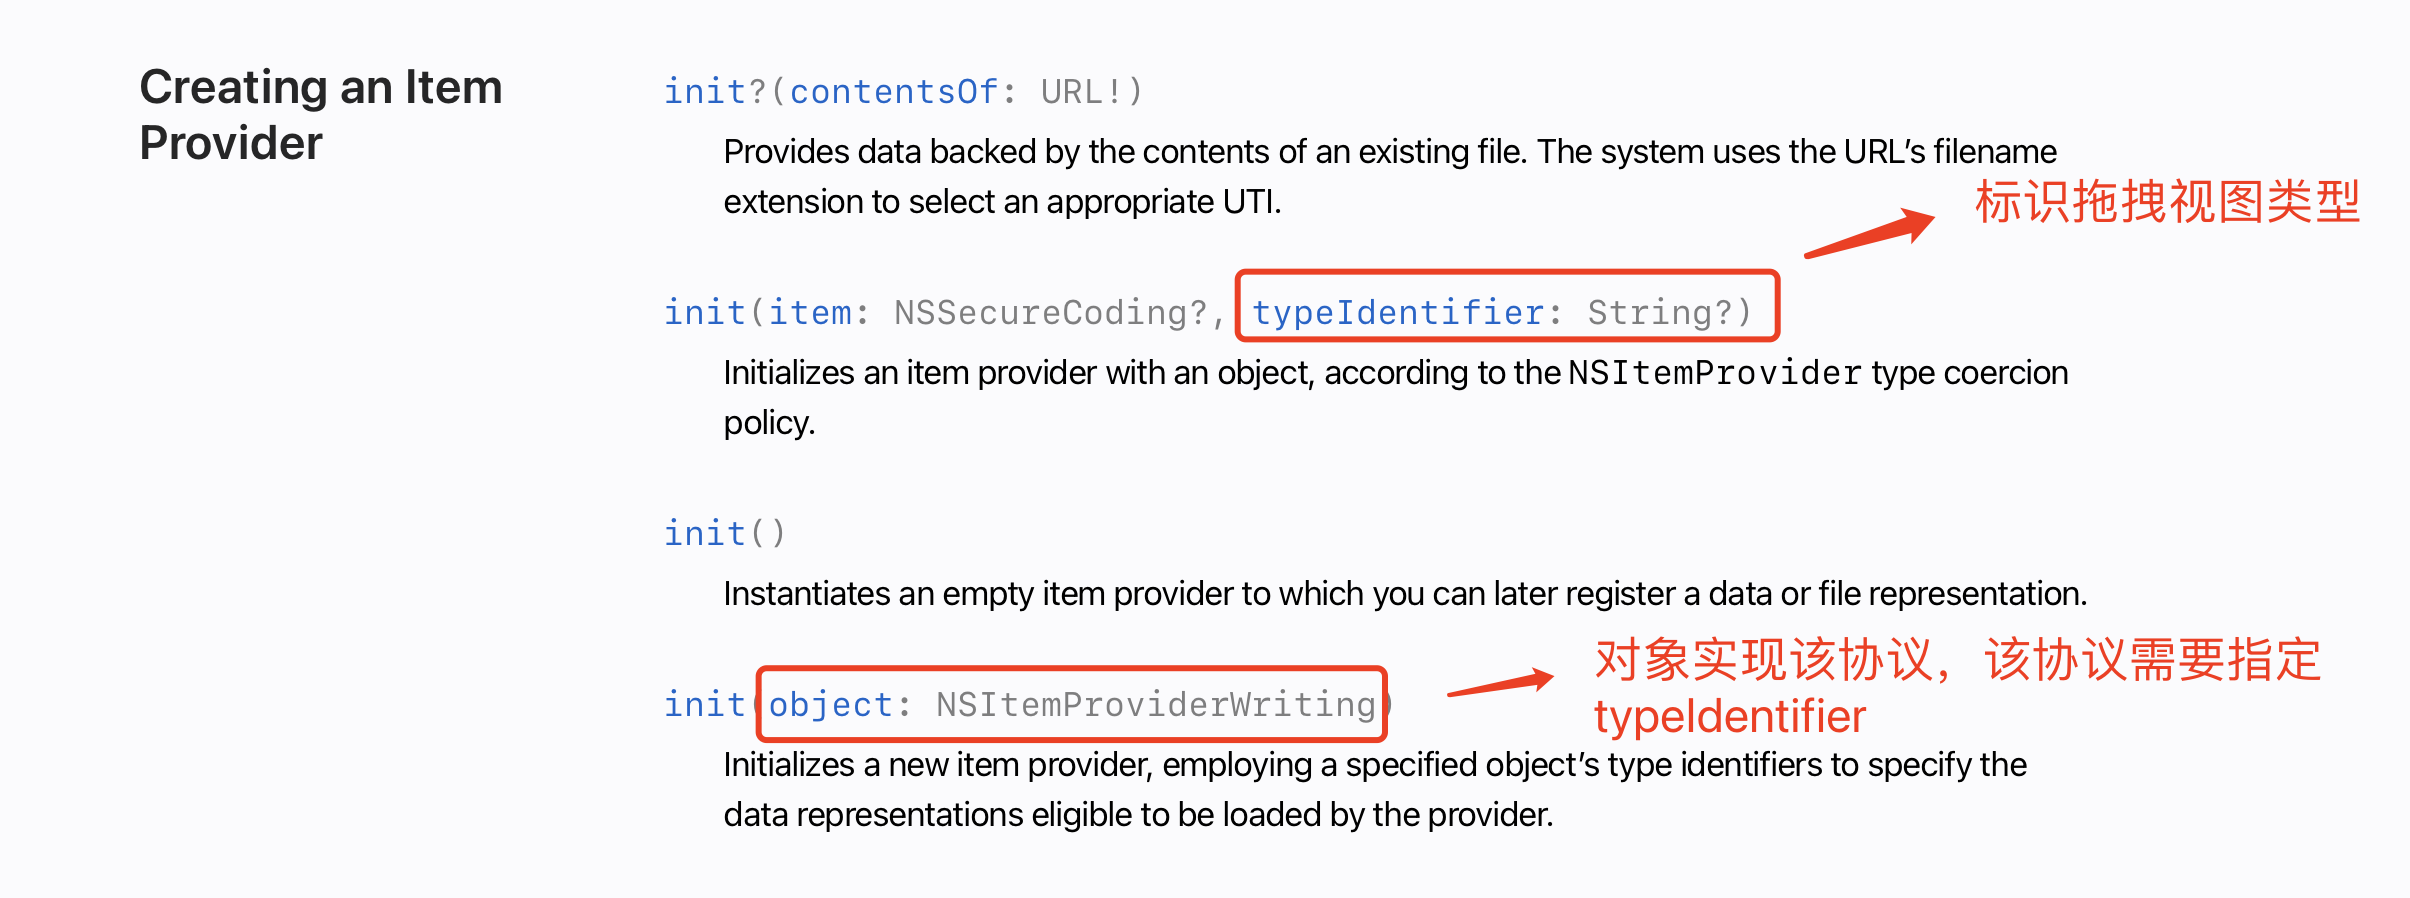 Creating an Item
Provider
init?(contentsOf: URL!)
Provides data backed by the contents of an existing file. The system uses the URL’s filename
extension to select an appropriate UTI.
标识拖拽视图类型
init(item: NSSecureCoding?, typeIdentifier: String?)
Initializes an item provider with an object, according to the NSItemProvider type coercion
policy.
init()
Instantiates an empty item provider to which you can later register a data or file representation.
对象实现该协议，该协议需要指定
typeIdentifier
init(object: NSItemProviderWriting)
Initializes a new item provider, employing a specified object’s type identifiers to specify the
data representations eligible to be loaded by the provider.